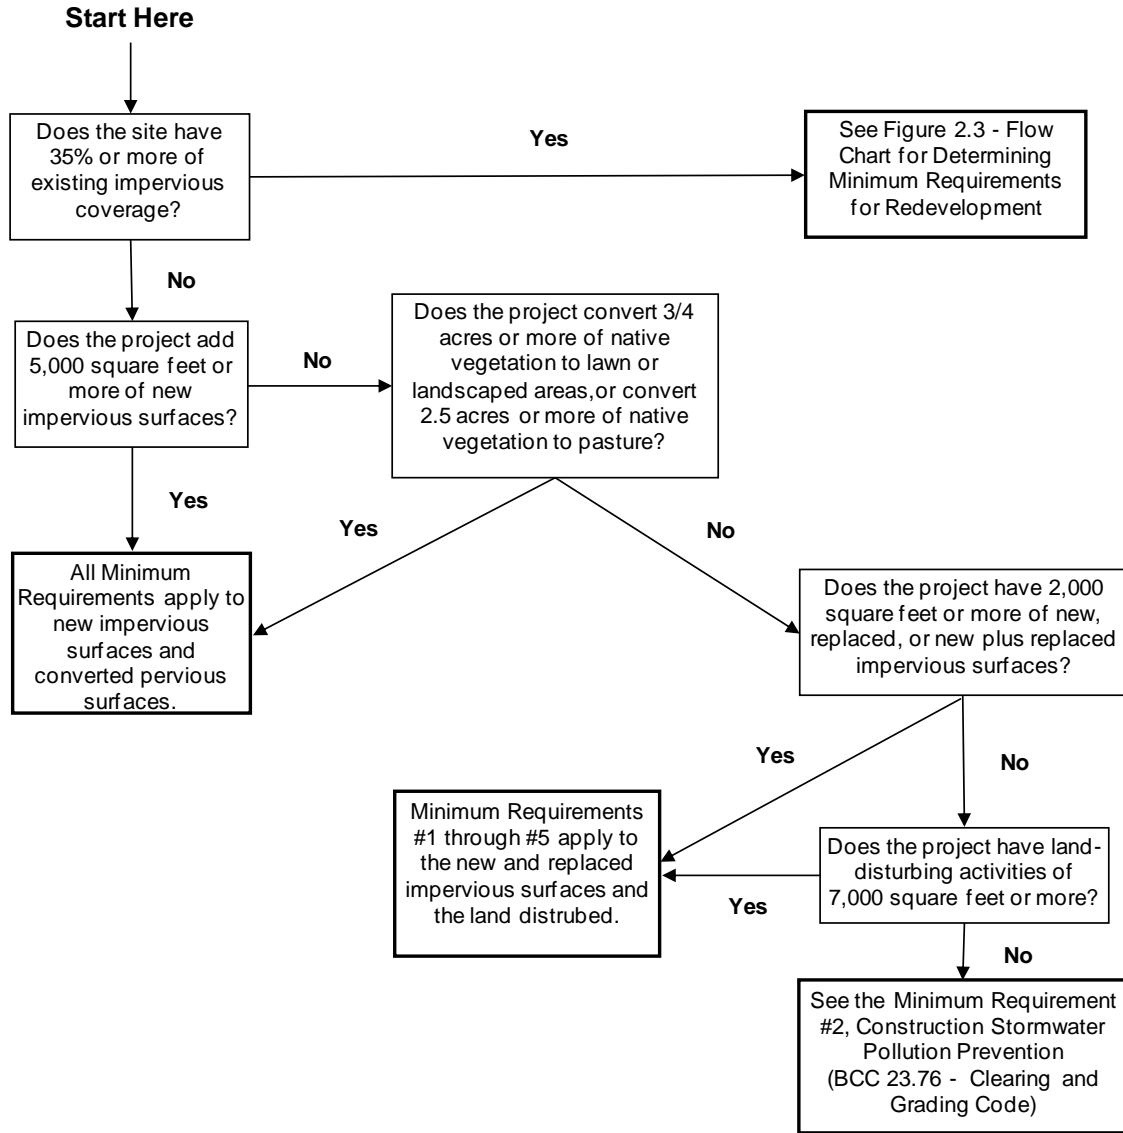 Start Here
Does the site have
35% or more of
existing impervious
coverage?
Yes
See Figure 2.3 - Flow
Chart for Determining
Minimum Requirements
for Redevelopment
No
Does the project add
5,000 square feet or
more of new
impervious surfaces?
No
Does the project convert 3/4
acres or more of native
vegetation to lawn or
landscaped areas,or convert
2.5 acres or more of native
vegetation to pasture?
Yes
Yes
No
All Minimum
Requirements apply to
new impervious
surfaces and
converted pervious
surfaces.
Does the project have 2,000
square feet or more of new,
replaced, or new plus replaced
impervious surfaces?
Yes
No
Minimum Requirements
#1 through #5 apply to
the new and replaced
impervious surfaces and
the land distrubed.
Does the project have land-
disturbing activities of
7,000 square feet or more?
Yes
No
See the Minimum Requirement
#2, Construction Stormwater
Pollution Prevention
(BCC 23.76 - Clearing and
Grading Code)